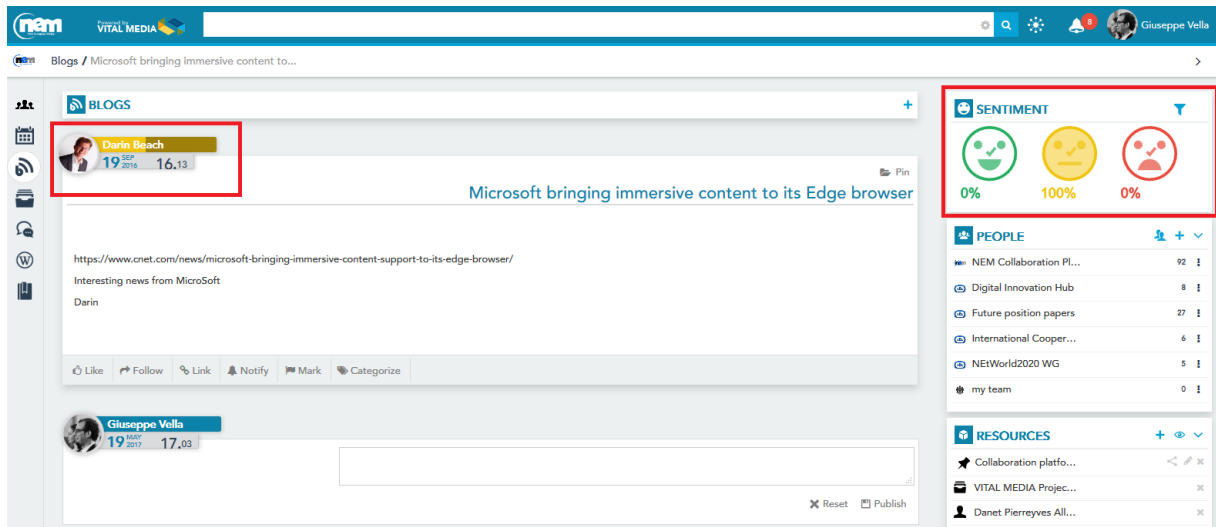 nem
Powered by
VITAL MEDIA
8
Giuseppe Vella
nem
Blogs / Microsoft bringing immersive content to...
BLOGS
+
Darin Beach
19 SEP 2016 16.13
Pin
Microsoft bringing immersive content to its Edge browser
https://www.cnet.com/news/microsoft-bringing-immersive-content-support-to-its-edge-browser/
Interesting news from MicroSoft
Darin
Like Follow Link Notify Mark Categorize
Giuseppe Vella
19 MAY 2017 17.03
Reset Publish
SENTIMENT
0% 100% 0%
PEOPLE +
NEM Collaboration Pl... 92
Digital Innovation Hub 8
Future position papers 27
International Cooper... 6
NEtWorld2020 WG 5
my team 0
RESOURCES +
Collaboration platfo...
VITAL MEDIA Projec...
Danet Pierreyves All...